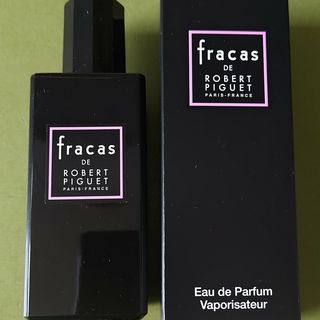 fracas
DE
ROBERT
PIGUET
PARIS-FRANCE
fracas
DE
ROBERT
PIGUET
PARIS-FRANCE
Eau de Parfum
Vaporisateur